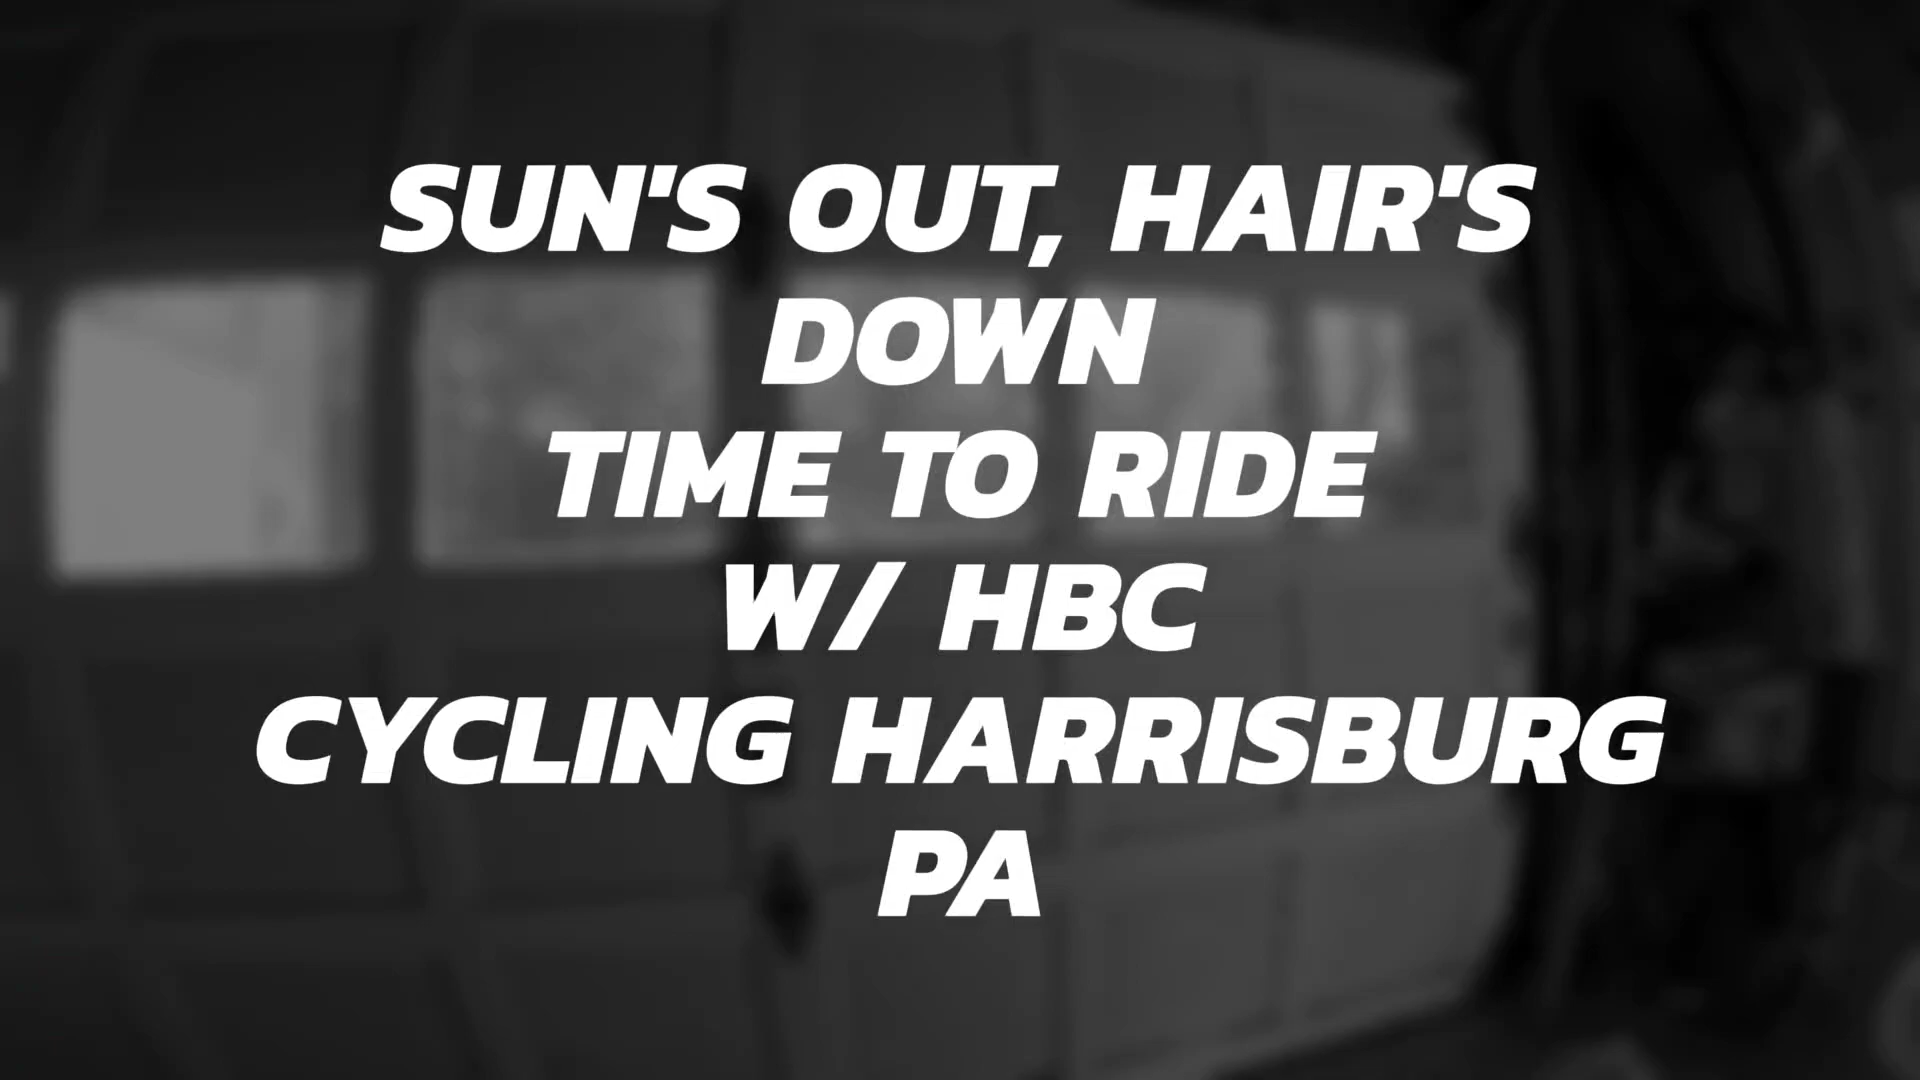 SUN'S OUT, HAIR'S
DOWN
TIME TO RIDE
W/ HBC
CYCLING HARRISBURG
PA